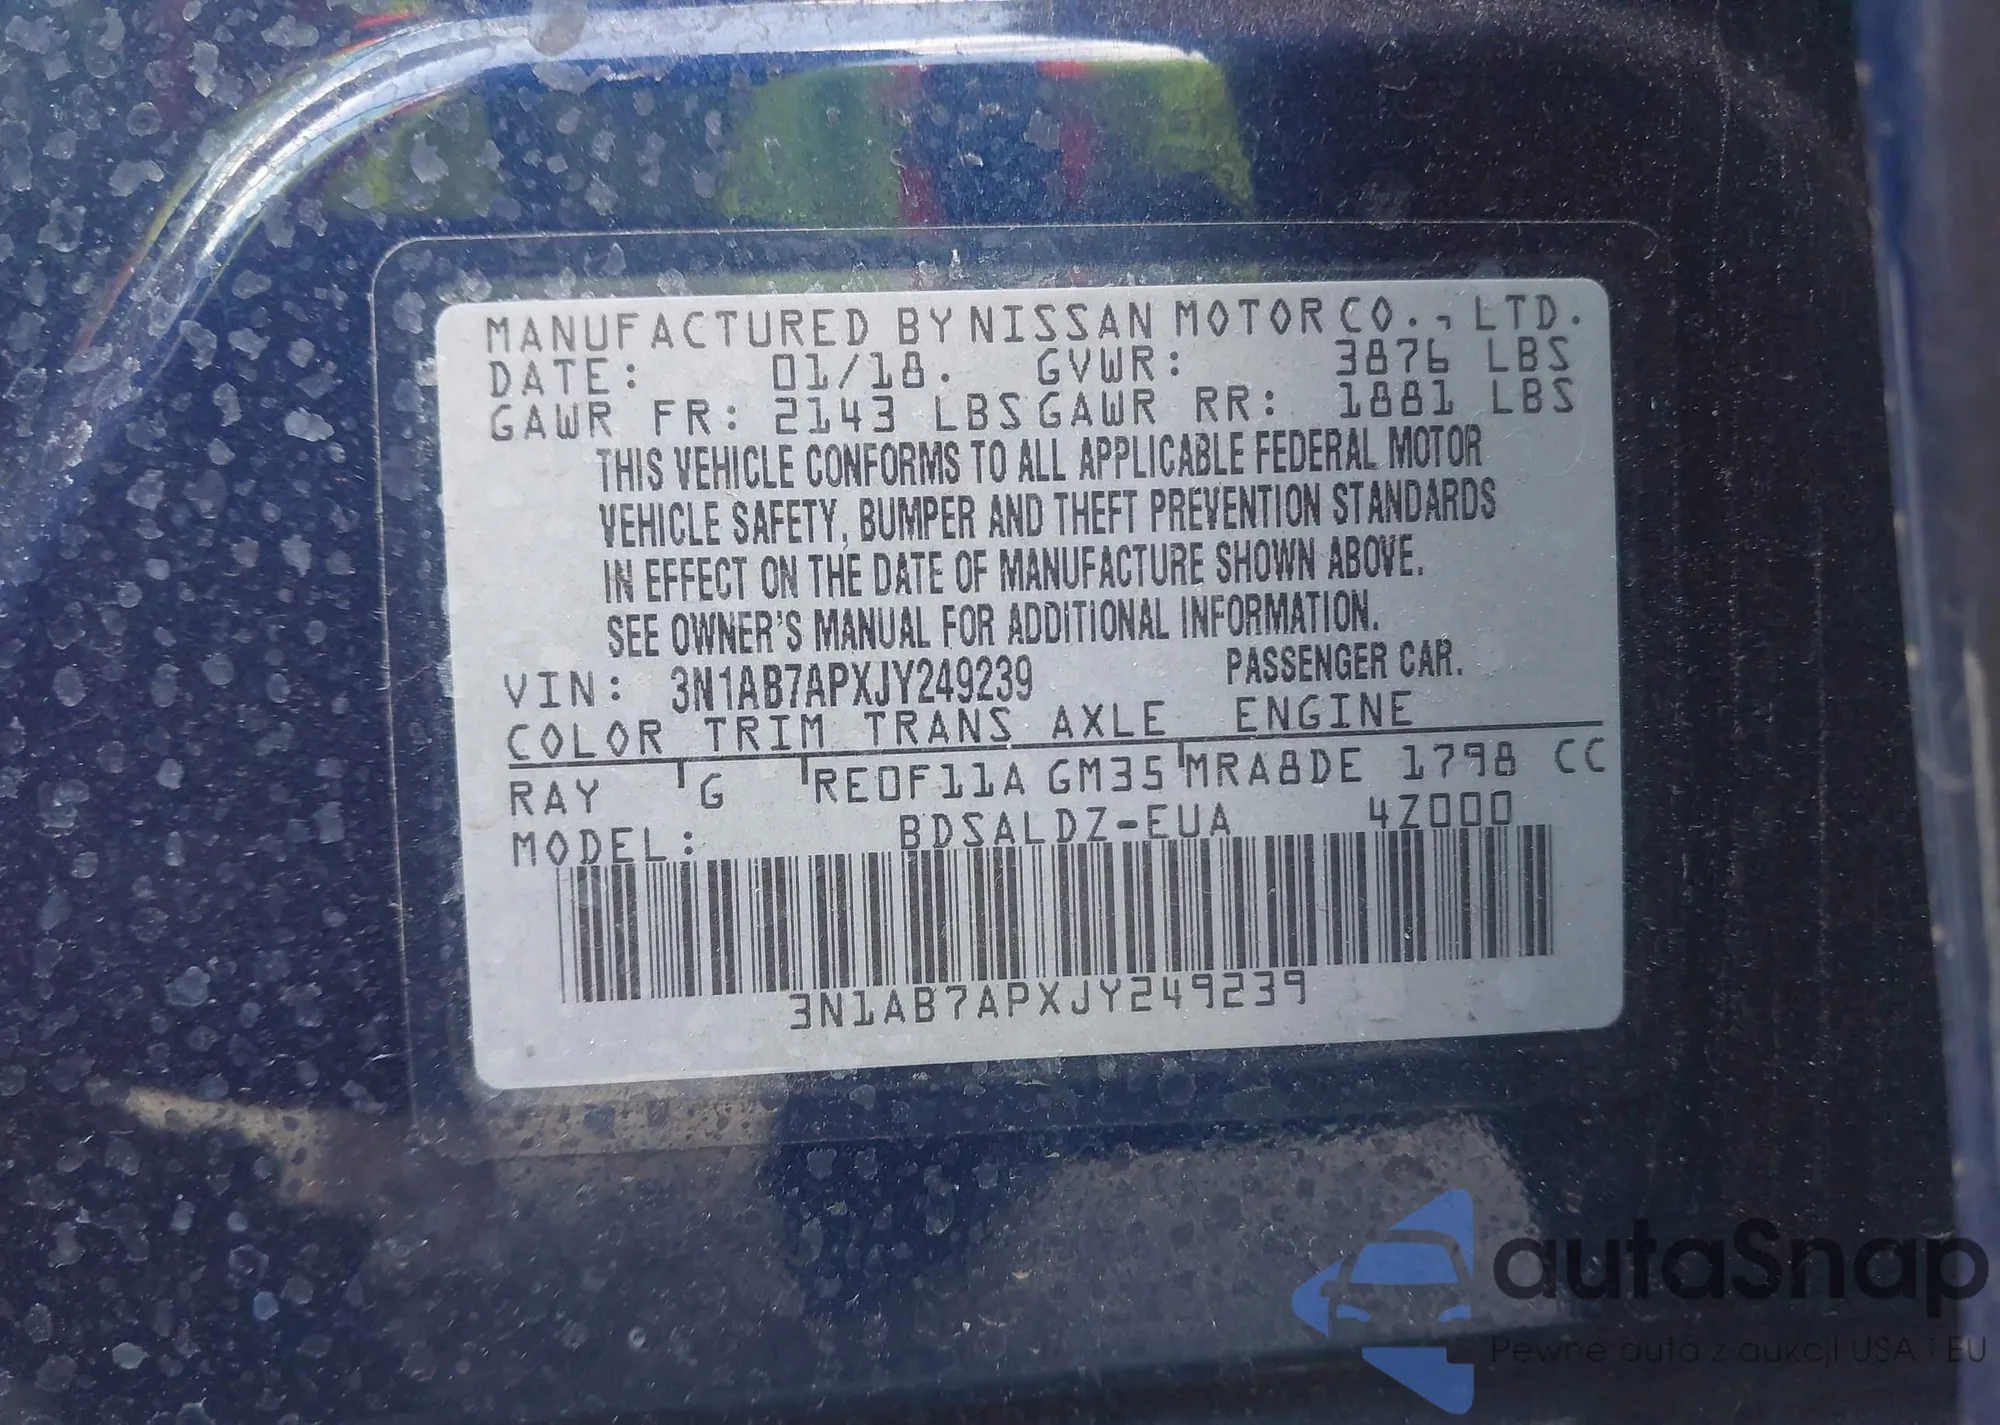 MANUFACTURED BY NISSAN MOTOR CO., LTD.
DATE: 01/18. GVWR: 3876 LBS
GAWR FR: 2143 LBS GAWR RR: 1881 LBS
THIS VEHICLE CONFORMS TO ALL APPLICABLE FEDERAL MOTOR
VEHICLE SAFETY, BUMPER AND THEFT PREVENTION STANDARDS
IN EFFECT ON THE DATE OF MANUFACTURE SHOWN ABOVE.
SEE OWNER'S MANUAL FOR ADDITIONAL INFORMATION.
VIN: 3N1AB7APXJY249239 PASSENGER CAR.
COLOR TRIM TRANS AXLE ENGINE
RAY G RE0F11A GM35 MRA8DE 1798 CC
MODEL: BDSALDZ-EUA 4Z000
3N1AB7APXJY249239
autaSnap
Pewne auta z aukcji USA i EU